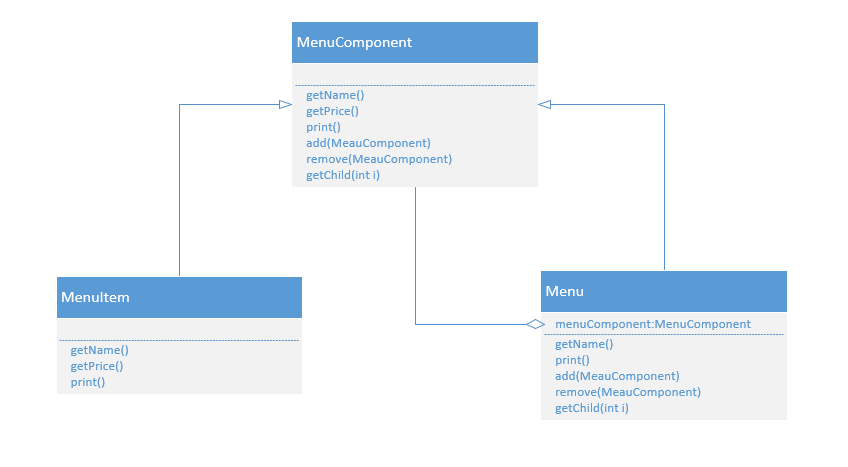 MenuComponent
getName()
getPrice()
print()
add(MeauComponent)
remove(MeauComponent)
getChild(int i)
MenuItem
getName()
getPrice()
print()
Menu
menuComponent:MenuComponent
getName()
print()
add(MeauComponent)
remove(MeauComponent)
getChild(int i)